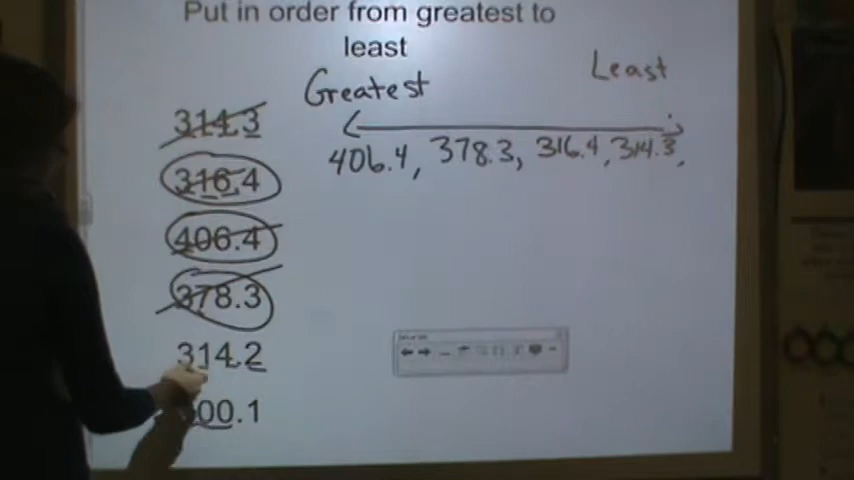 Put in order from greatest to
least
Greatest
Least
314.3
316.4
406.4
378.3
314.2
00.1
406.4, 378.3, 316.4, 314.3,